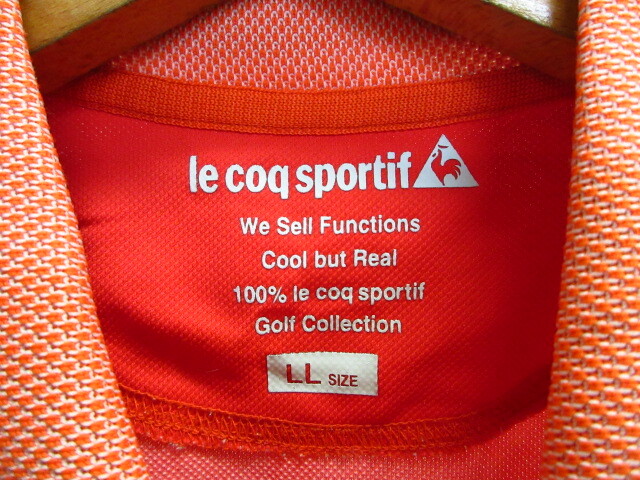 le coq sportif
We Sell Functions
Cool but Real
100% le coq sportif
Golf Collection
LL SIZE